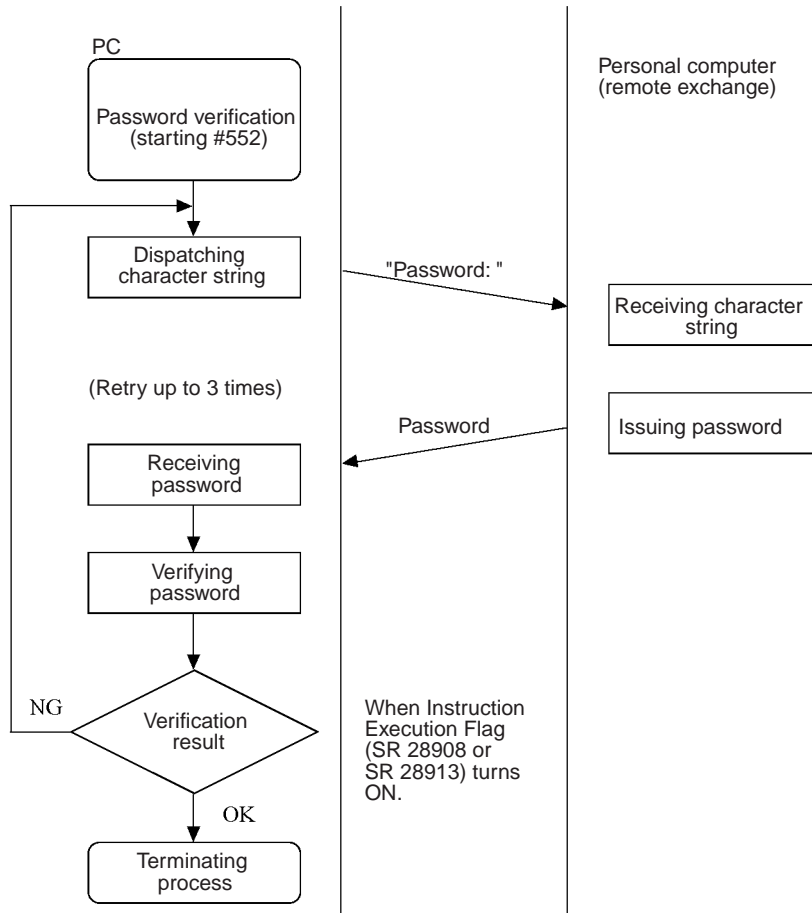 PC
Password verification
(starting #552)
Personal computer
(remote exchange)
Dispatching
character string
"Password: "
Receiving character
string
(Retry up to 3 times)
Password
Issuing password
Receiving
password
Verifying
password
NG
Verification
result
When Instruction
Execution Flag
(SR 28908 or
SR 28913) turns
ON.
OK
Terminating
process